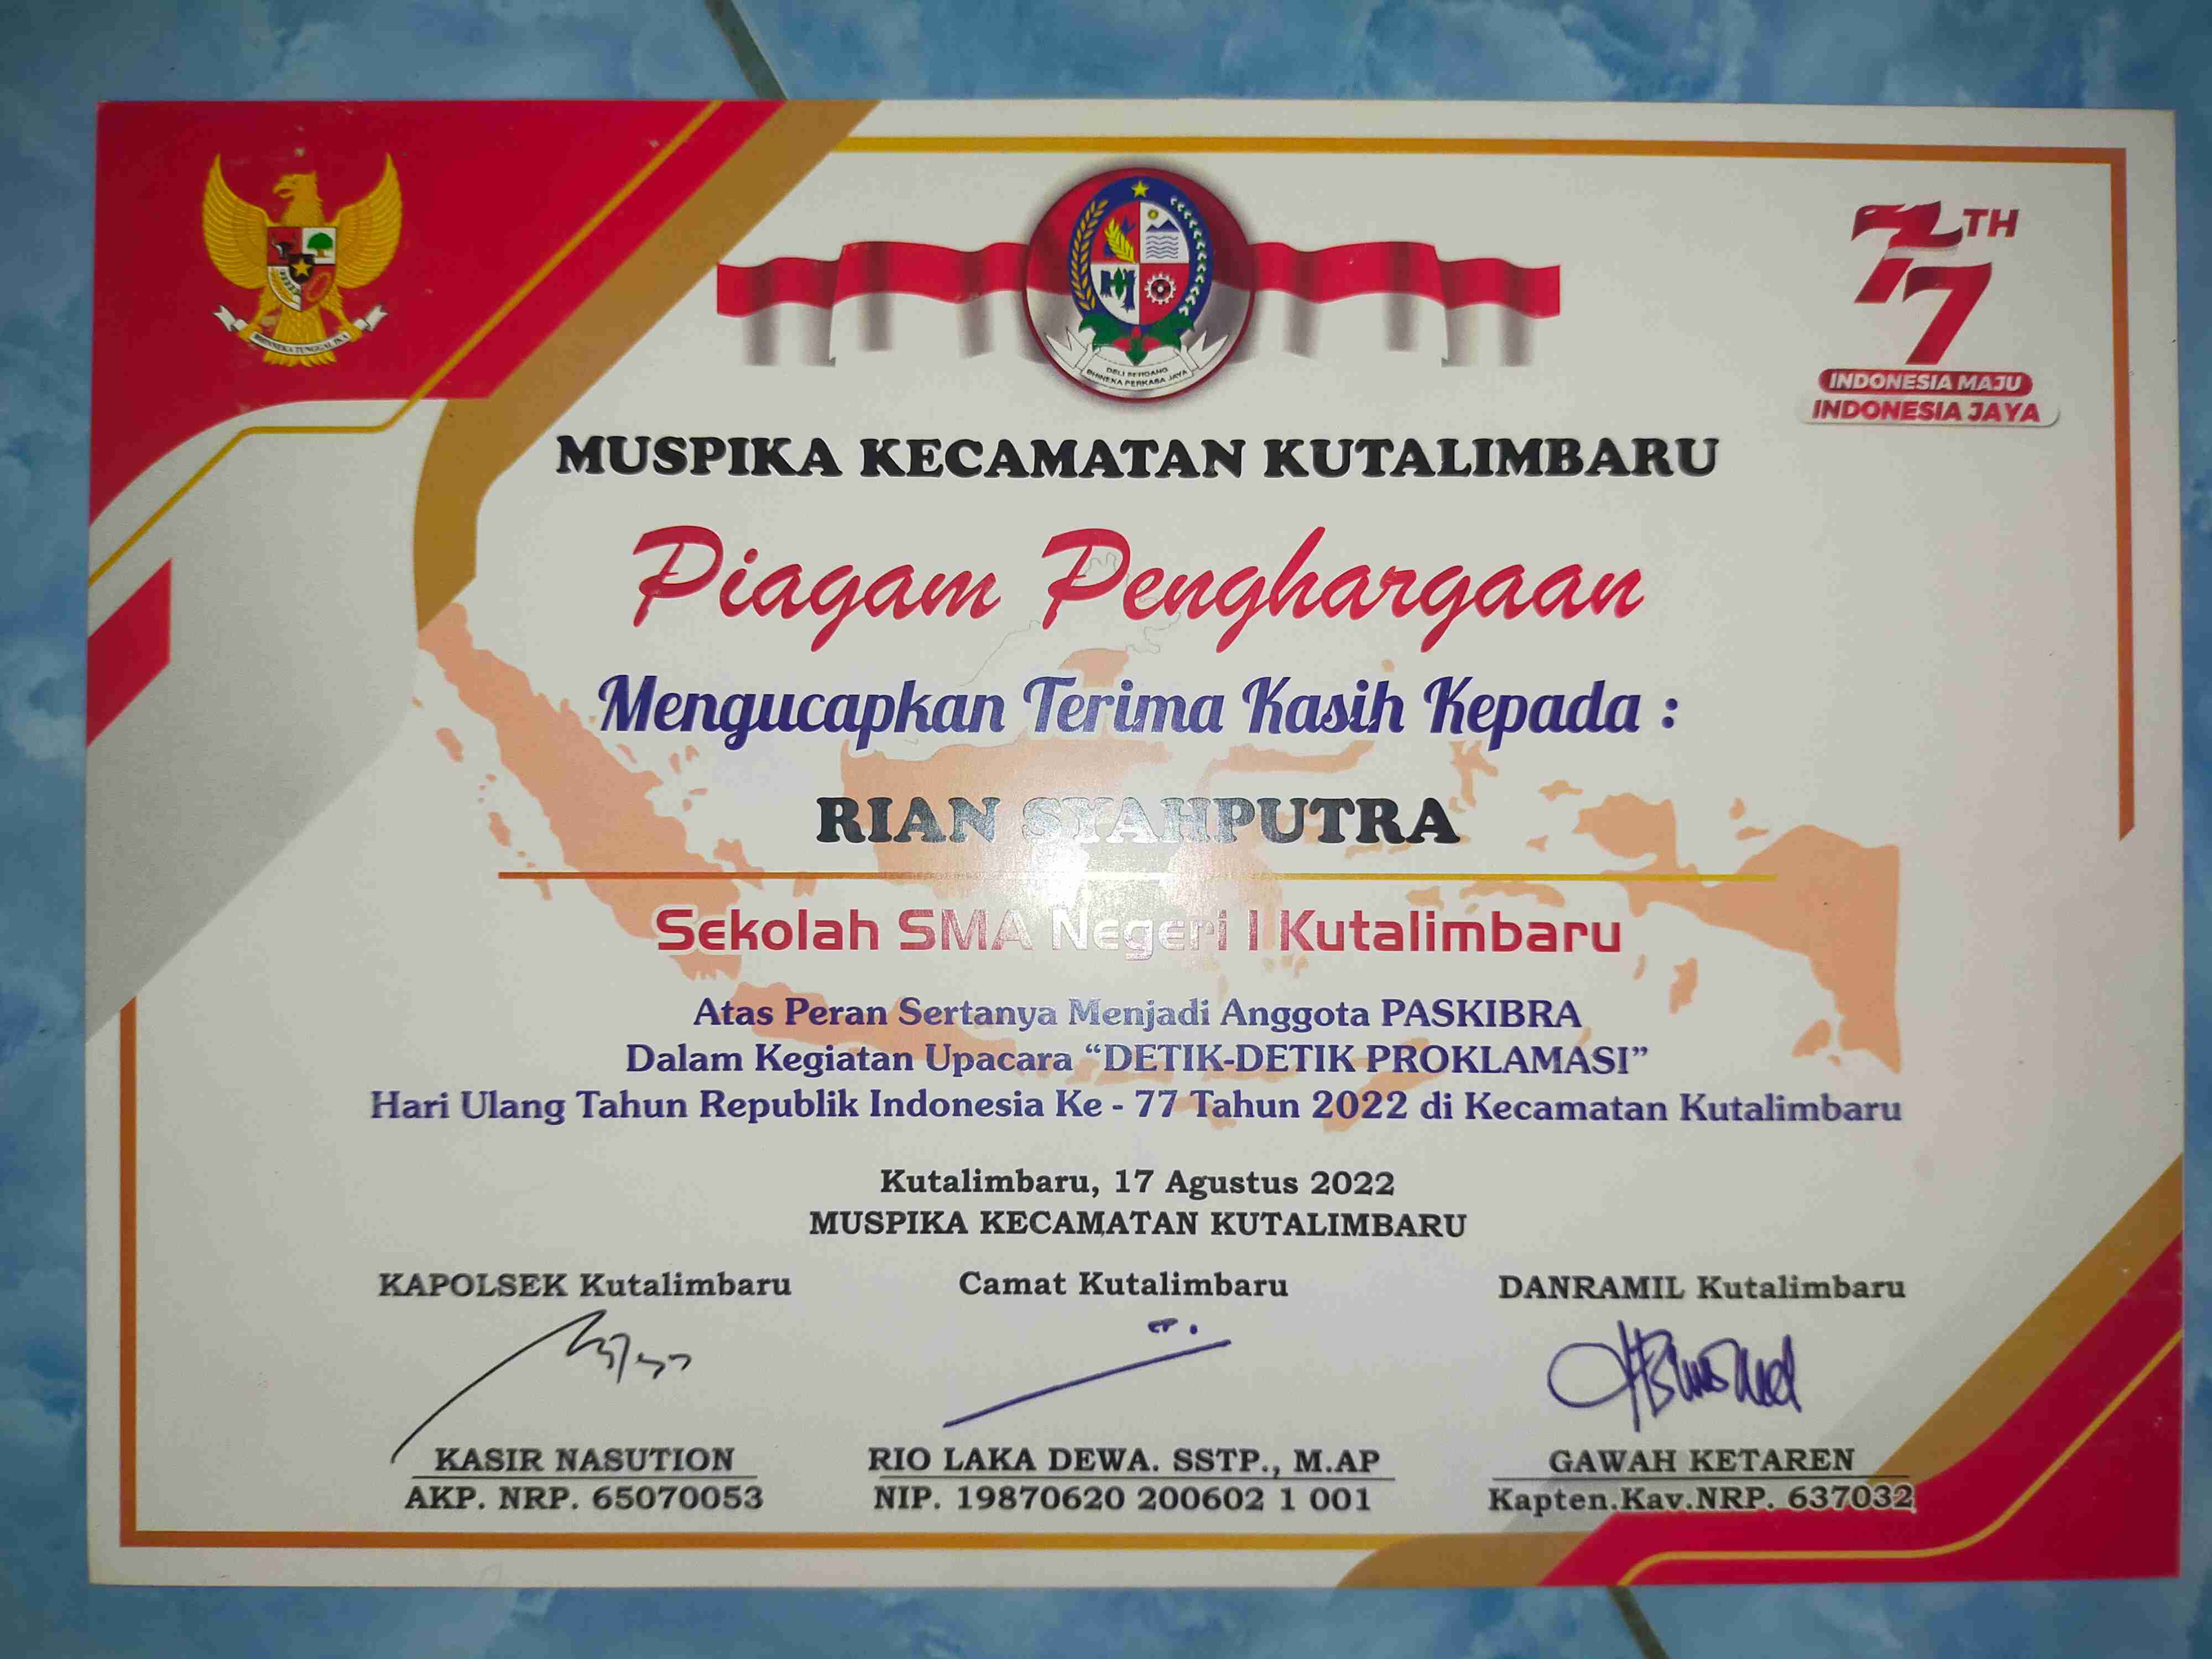 BHINNEKA TUNGGAL IKA
DELI SERDANG
BHINNEKA PERKASA JAYA
77TH
INDONESIA MAJU
INDONESIA JAYA
MUSPIKA KECAMATAN KUTALIMBARU
Piagam Penghargaan
Mengucapkan Terima Kasih Kepada :
RIAN SYAHPUTRA
Sekolah SMA Negeri 1 Kutalimbaru
Atas Peran Sertanya Menjadi Anggota PASKIBRA
Dalam Kegiatan Upacara “DETIK-DETIK PROKLAMASI”
Hari Ulang Tahun Republik Indonesia Ke - 77 Tahun 2022 di Kecamatan Kutalimbaru
Kutalimbaru, 17 Agustus 2022
MUSPIKA KECAMATAN KUTALIMBARU
KAPOLSEK Kutalimbaru
Camat Kutalimbaru
DANRAMIL Kutalimbaru
KASIR NASUTION
RIO LAKA DEWA. SSTP., M.AP
GAWAH KETAREN
AKP. NRP. 65070053
NIP. 19870620 200602 1 001
Kapten.Kav.NRP. 637032